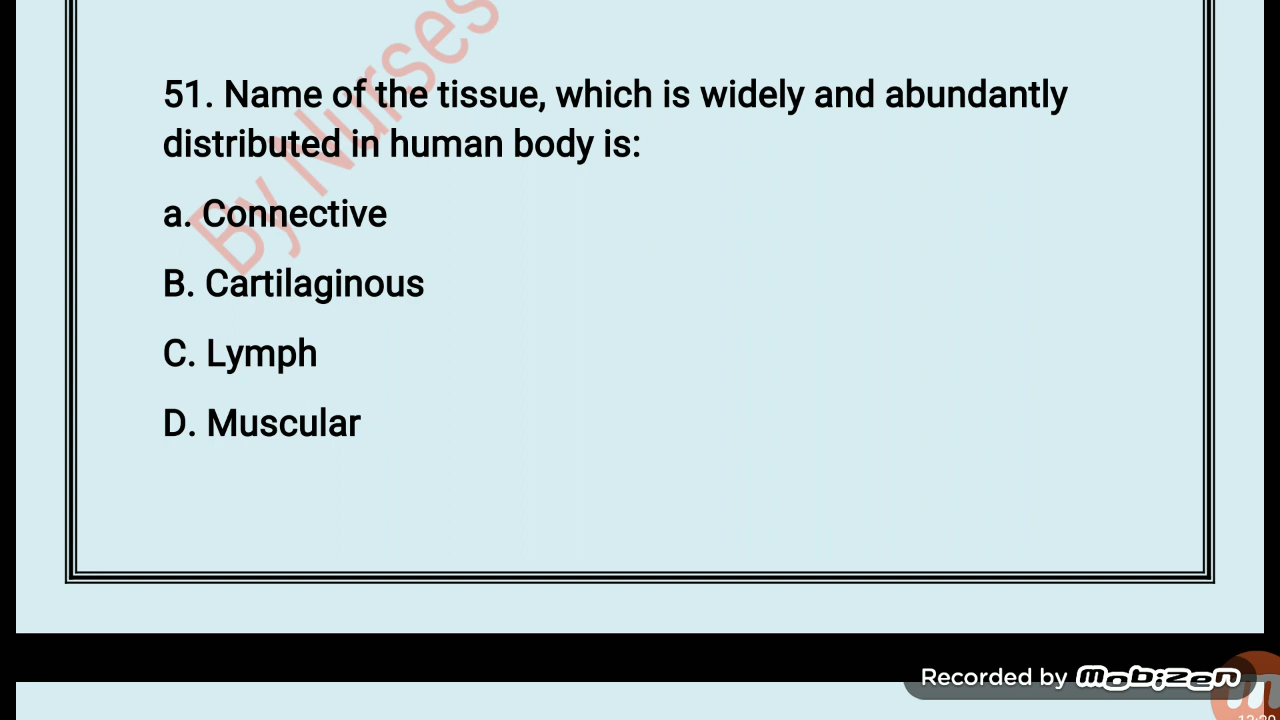 By Nurses
51. Name of the tissue, which is widely and abundantly
distributed in human body is:
a. Connective
B. Cartilaginous
C. Lymph
D. Muscular
Recorded by Mobizen